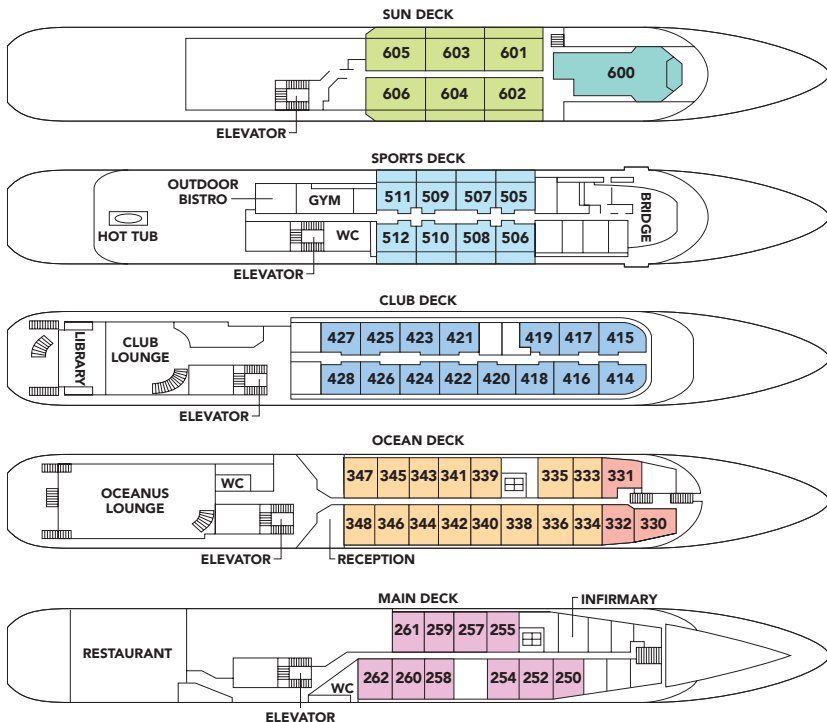 SUN DECK
605 603 601
600
606 604 602
ELEVATOR
SPORTS DECK
OUTDOOR
BISTRO
GYM
511 509 507 505
BRIDGE
HOT TUB
WC
512 510 508 506
ELEVATOR
CLUB DECK
LIBRARY
CLUB
LOUNGE
427 425 423 421 419 417 415
428 426 424 422 420 418 416 414
ELEVATOR
OCEAN DECK
347 345 343 341 339 335 333 331
WC
OCEANUS
LOUNGE
348 346 344 342 340 338 336 334 332 330
ELEVATOR
RECEPTION
MAIN DECK
INFIRMARY
261 259 257 255
RESTAURANT
262 260 258 254 252 250
WC
ELEVATOR